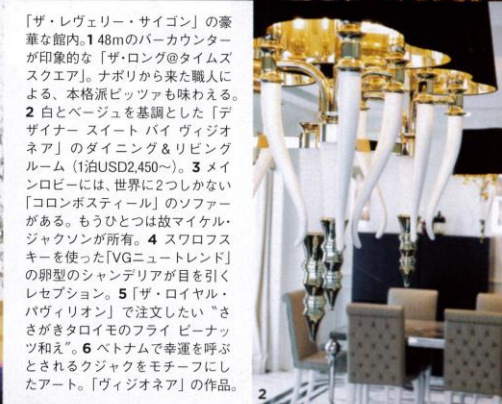 「ザ・レヴェリー・サイゴン」の豪
華な館内。1 48mのバーカウンター
が印象的な「ザ・ロング@タイムズ
スクエア」。ナポリから来た職人に
よる、本格派ピッツァも味わえる。
2 白とベージュを基調とした「デ
ザイナー スイート バイ ヴィジオ
ネア」のダイニング&リビング
ルーム（1泊USD2,450〜）。3 メイ
ンロビーには、世界に2つしかない
「コロンボスティール」のソファー
がある。もうひとつは故マイケル・
ジャクソンが所有。4 スワロフス
キーを使った「VGニュートレンド」
の卵型のシャンデリアが目を引く
レセプション。5「ザ・ロイヤル・
パヴィリオン」で注文したい“さ
さがきタロイモのフライ ピーナッ
ツ和え”。6 ベトナムで幸運を呼ぶ
とされるクジャクをモチーフにし
たアート。「ヴィジオネア」の作品。
2